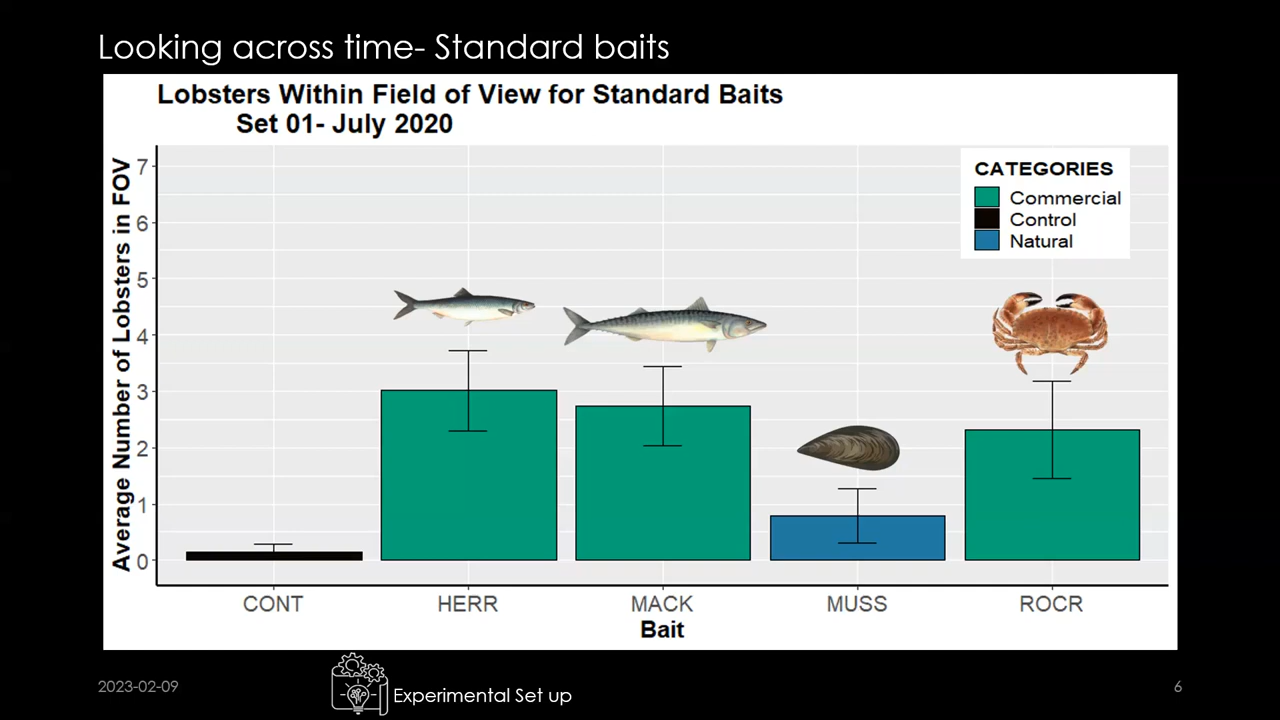 Looking across time- Standard baits
Lobsters Within Field of View for Standard Baits
Set 01- July 2020
Average Number of Lobsters in FOV
7
6
5
4
3
2
1
0
CATEGORIES
Commercial
Control
Natural
CONT HERR MACK MUSS ROCR
Bait
2023-02-09
Experimental Set up
6